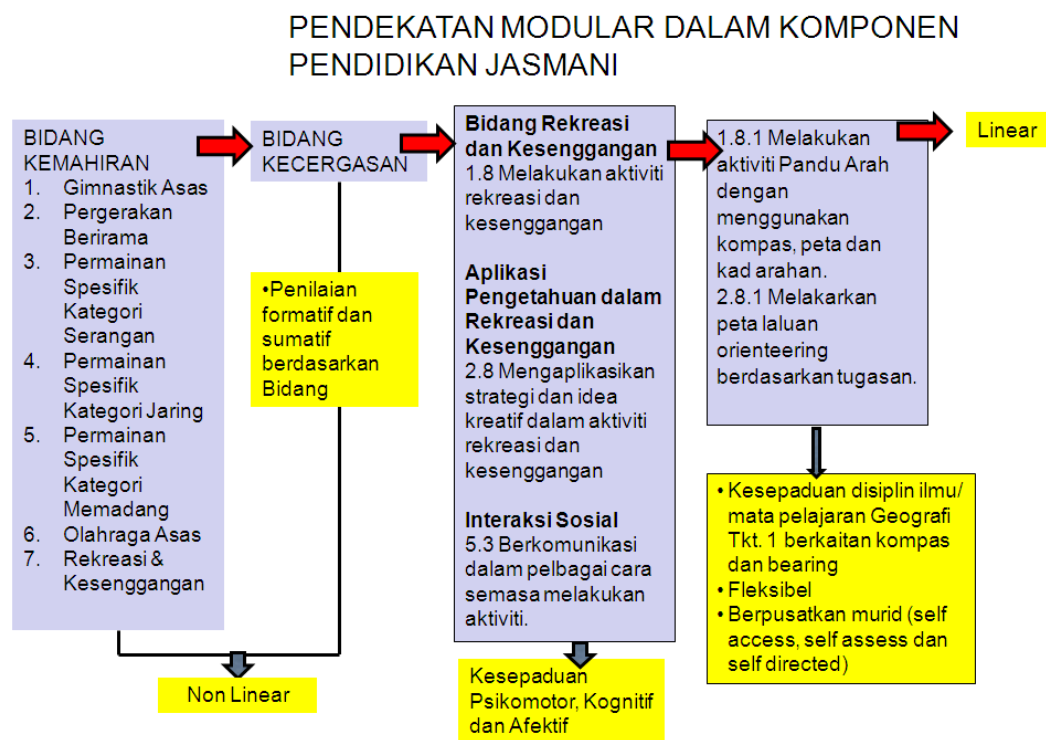 PENDEKATAN MODULAR DALAM KOMPONEN
PENDIDIKAN JASMANI
BIDANG
KEMAHIRAN
1. Gimnastik Asas
2. Pergerakan
Berirama
3. Permainan
Spesifik
Kategori
Serangan
4. Permainan
Spesifik
Kategori Jaring
5. Permainan
Spesifik
Kategori
Memadang
6. Olahraga Asas
7. Rekreasi &
Kesenggangan
Non Linear
BIDANG
KECERGASAN
•Penilaian
formatif dan
sumatif
berdasarkan
Bidang
Bidang Rekreasi
dan Kesenggangan
1.8 Melakukan aktiviti
rekreasi dan
kesenggangan
Aplikasi
Pengetahuan dalam
Rekreasi dan
Kesenggangan
2.8 Mengaplikasikan
strategi dan idea
kreatif dalam aktiviti
rekreasi dan
kesenggangan
Interaksi Sosial
5.3 Berkomunikasi
dalam pelbagai cara
semasa melakukan
aktiviti.
Kesepaduan
Psikomotor, Kognitif
dan Afektif
1.8.1 Melakukan
aktiviti Pandu Arah
dengan
menggunakan
kompas, peta dan
kad arahan.
2.8.1 Melakarkan
peta laluan
orienteering
berdasarkan tugasan.
Linear
• Kesepaduan disiplin ilmu/
mata pelajaran Geografi
Tkt. 1 berkaitan kompas
dan bearing
• Fleksibel
• Berpusatkan murid (self
access, self assess dan
self directed)